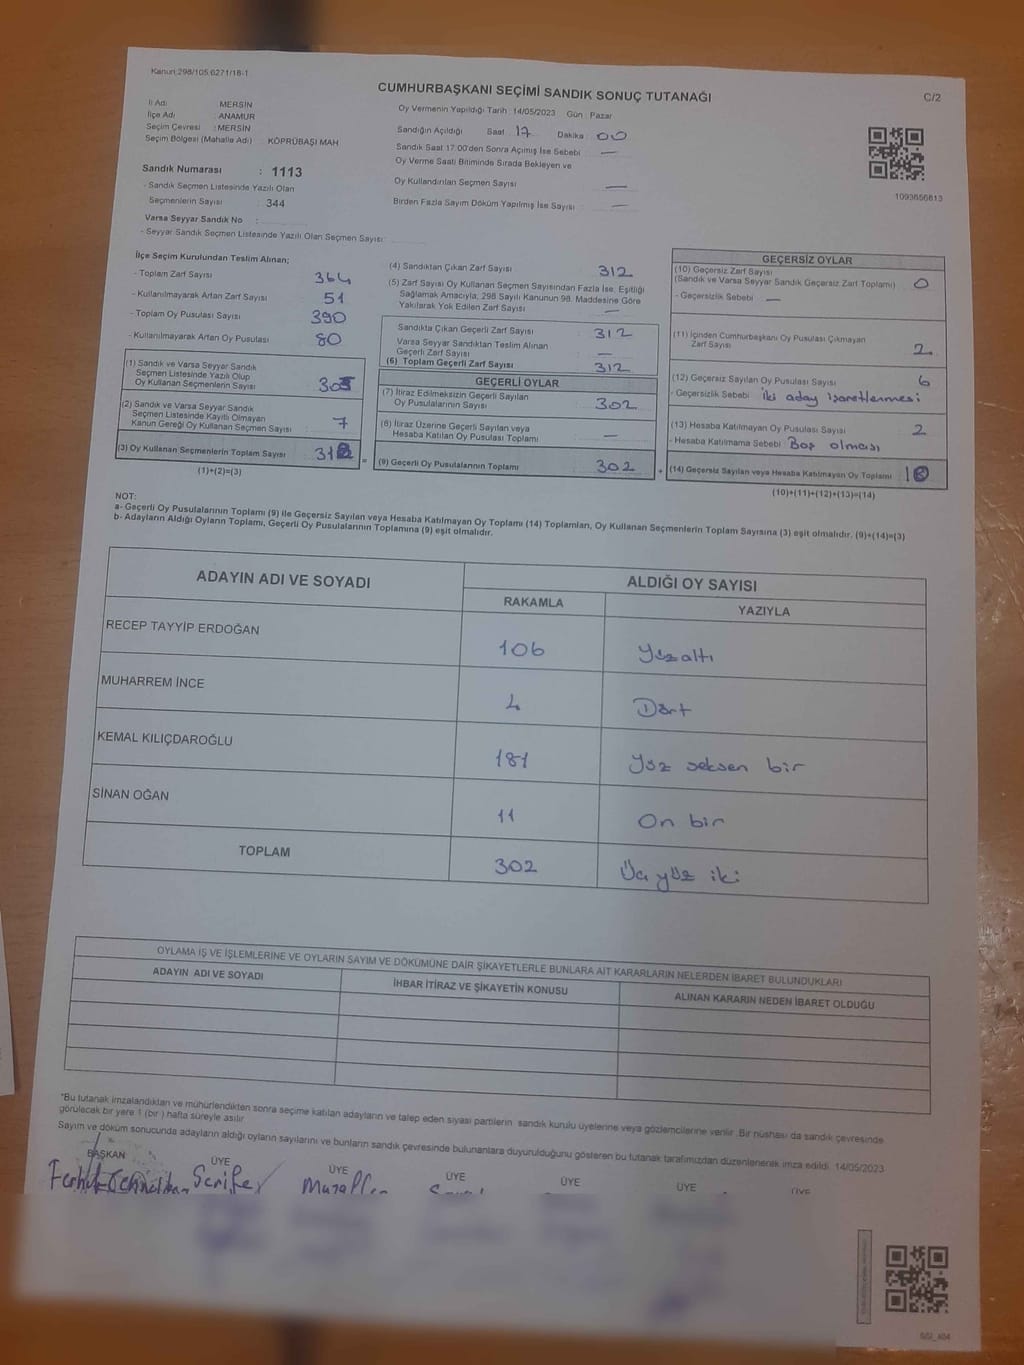 Kanun:298/105,6271/18-1
CUMHURBAŞKANI SEÇİMİ SANDIK SONUÇ TUTANAĞI
C/2
İl Adı : MERSİN
İlçe Adı : ANAMUR
Seçim Çevresi : MERSİN
Seçim Bölgesi (Mahalle Adı) : KÖPRÜBAŞI MAH
Sandık Numarası : 1113
- Sandık Seçmen Listesinde Yazılı Olan
Seçmenlerin Sayısı : 344
Varsa Seyyar Sandık No :
- Seyyar Sandık Seçmen Listesinde Yazılı Olan Seçmen Sayısı:
Oy Vermenin Yapıldığı Tarih : 14/05/2023 Gün : Pazar
Sandığın Açıldığı Saat 17 Dakika : 00
Sandık Saat 17:00'den Sonra Açımış İse Sebebi : —
Oy Verme Saati Bitiminde Sırada Bekleyen ve
Oy Kullandırılan Seçmen Sayısı : —
Birden Fazla Sayım Döküm Yapılmış İse Sayısı : —
1093656813
İlçe Seçim Kurulundan Teslim Alınan;
- Toplam Zarf Sayısı : 364
- Kullanılmayarak Artan Zarf Sayısı : 51
- Toplam Oy Pusulası Sayısı : 390
- Kullanılmayarak Artan Oy Pusulası : 80
(1) Sandık ve Varsa Seyyar Sandık
Seçmen Listesinde Yazılı Olup
Oy Kullanan Seçmenlerin Sayısı : 305
(2) Sandık ve Varsa Seyyar Sandık
Seçmen Listesinde Kayıtlı Olmayan
Kanun Gereği Oy Kullanan Seçmen Sayısı : 7
(3) Oy Kullanan Seçmenlerin Toplam Sayısı : 312
(1)+(2)=(3)
(4) Sandıktan Çıkan Zarf Sayısı : 312
(5) Zarf Sayısı Oy Kullanan Seçmen Sayısından Fazla İse, Eşitliği
Sağlamak Amacıyla, 298 Sayılı Kanunun 98. Maddesine Göre
Yakılarak Yok Edilen Zarf Sayısı : —
Sandıkta Çıkan Geçerli Zarf Sayısı : 312
Varsa Seyyar Sandıktan Teslim Alınan
Geçerli Zarf Sayısı : —
(6) Toplam Geçerli Zarf Sayısı : 312
GEÇERLİ OYLAR
(7) İtiraz Edilmeksizin Geçerli Sayılan
Oy Pusulalarının Sayısı : 302
(8) İtiraz Üzerine Geçerli Sayılan veya
Hesaba Katılan Oy Pusulası Toplamı : —
(9) Geçerli Oy Pusulalarının Toplamı : 302
GEÇERSİZ OYLAR
(10) Geçersiz Zarf Sayısı
(Sandık ve Varsa Seyyar Sandık Geçersiz Zarf Toplamı) : 0
- Geçersizlik Sebebi : —
(11) İçinden Cumhurbaşkanı Oy Pusulası Çıkmayan
Zarf Sayısı : 2
(12) Geçersiz Sayılan Oy Pusulası Sayısı : 6
- Geçersizlik Sebebi : İki aday işaretlenmesi
(13) Hesaba Katılmayan Oy Pusulası Sayısı : 2
- Hesaba Katılmama Sebebi : Boş olması
(14) Geçersiz Sayılan veya Hesaba Katılmayan Oy Toplamı : 10
(10)+(11)+(12)+(13)=(14)
NOT:
a- Geçerli Oy Pusulalarının Toplamı (9) ile Geçersiz Sayılan veya Hesaba Katılmayan Oy Toplamı (14) Toplamları, Oy Kullanan Seçmenlerin Toplam Sayısına (3) eşit olmalıdır. (9)+(14)=(3)
b- Adayların Aldığı Oyların Toplamı, Geçerli Oy Pusulalarının Toplamına (9) eşit olmalıdır.
ADAYIN ADI VE SOYADI ALDIĞI OY SAYISI
RAKAMLA YAZIYLA
RECEP TAYYİP ERDOĞAN 106 Yüzaltı
MUHARREM İNCE 4 Dört
KEMAL KILIÇDAROĞLU 181 Yüz seksen bir
SİNAN OĞAN 11 On bir
TOPLAM 302 Üç yüz iki
OYLAMA İŞ VE İŞLEMLERİNE VE OYLARIN SAYIM VE DÖKÜMÜNE DAİR ŞİKAYETLERLE BUNLARA AİT KARARLARIN NELERDEN İBARET BULUNDUKLARI
ADAYIN ADI VE SOYADI İHBAR İTİRAZ VE ŞİKAYETİN KONUSU ALINAN KARARIN NEDEN İBARET OLDUĞU
*Bu tutanak imzalandıktan ve mühürlendikten sonra seçime katılan adayların ve talep eden siyasi partilerin sandık kurulu üyelerine veya gözlemcilerine verilir. Bir nüshası da sandık çevresinde
görülecek bir yere 1 (bir) hafta süreyle asılır.
Sayım ve döküm sonucunda adayların aldığı oyların sayılarını ve bunların sandık çevresinde bulunanlara duyurulduğunu gösteren bu tutanak tarafımızdan düzenlenerek imza edildi. 14/05/2023
BAŞKAN ÜYE ÜYE ÜYE ÜYE ÜYE ÜYE